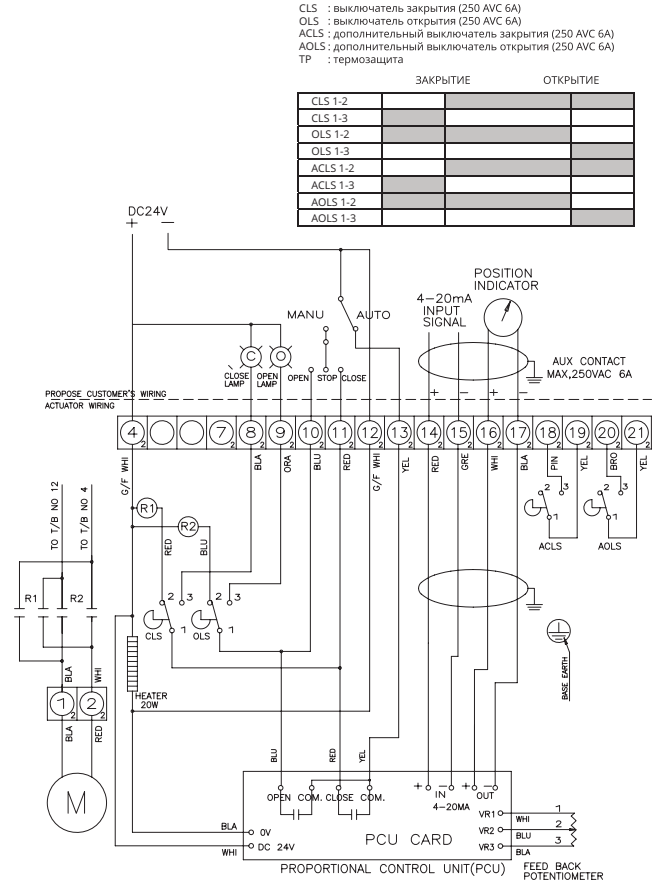 CLS : выключатель закрытия (250 AVC 6A)
OLS : выключатель открытия (250 AVC 6A)
ACLS : дополнительный выключатель закрытия (250 AVC 6A)
AOLS : дополнительный выключатель открытия (250 AVC 6A)
TP : термозащита
ЗАКРЫТИЕ ОТКРЫТИЕ
CLS 1-2
CLS 1-3
OLS 1-2
OLS 1-3
ACLS 1-2
ACLS 1-3
AOLS 1-2
AOLS 1-3
DC24V
+ −
POSITION
INDICATOR
4−20mA
INPUT
SIGNAL
MANU AUTO
C O
CLOSE LAMP
OPEN LAMP
OPEN STOP CLOSE
AUX CONTACT
MAX,250VAC 6A
+ − + −
PROPOSE CUSTOMER'S WIRING
ACTUATOR WIRING
4 7 8 9 10 11 12 13 14 15 16 17 18 19 20 21
2 2 2 2 2 2 2 2 2 2 2 2 2 2 2 2
G/F WHI BLA ORA BLU RED G/F WHI YEL RED GRE WHI BLA PIN YEL BRO YEL
TO T/B NO 12
TO T/B NO 4
R1
R2
RED
BLU
2 3
1
ACLS
2 3
1
AOLS
R1 R2
2 3
1
CLS
2 3
1
OLS
BLA
WHI
HEATER
20W
1 2
2 2
BLA
RED
M
BASE EARTH
BLU
RED
YEL
OPEN COM. CLOSE COM.
+ IN −
4−20MA
+ OUT −
BLA
0V
WHI
DC 24V
PCU CARD
VR1
VR2
VR3
1
WHI
2
BLU
3
BLA
PROPORTIONAL CONTROL UNIT(PCU)
FEED BACK
POTENTIOMETER